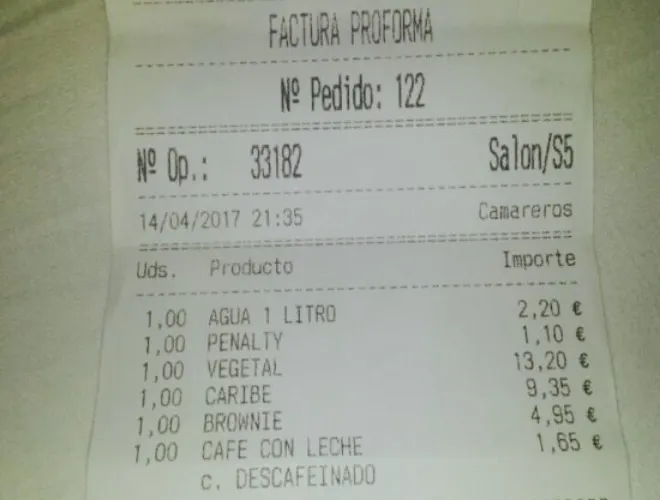 FACTURA PROFORMA
Nº Pedido: 122
Nº Op.: 33182 Salon/S5
14/04/2017 21:35 Camareros
Uds. Producto Importe
1,00 AGUA 1 LITRO 2,20 €
1,00 PENALTY 1,10 €
1,00 VEGETAL 13,20 €
1,00 CARIBE 9,35 €
1,00 BROWNIE 4,95 €
1,00 CAFE CON LECHE 1,65 €
c. DESCAFEINADO